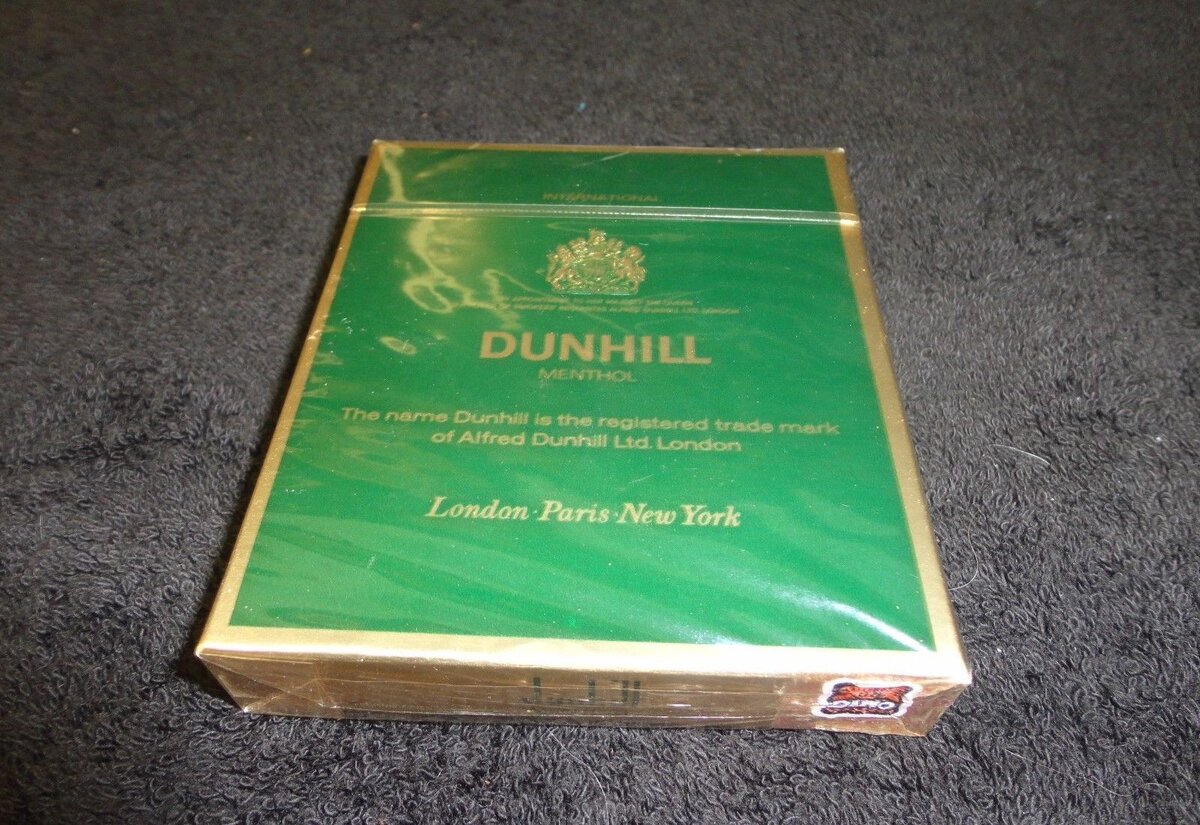 INTERNATIONAL
DUNHILL
MENTHOL
The name Dunhill is the registered trade mark
of Alfred Dunhill Ltd. London
London · Paris · New York